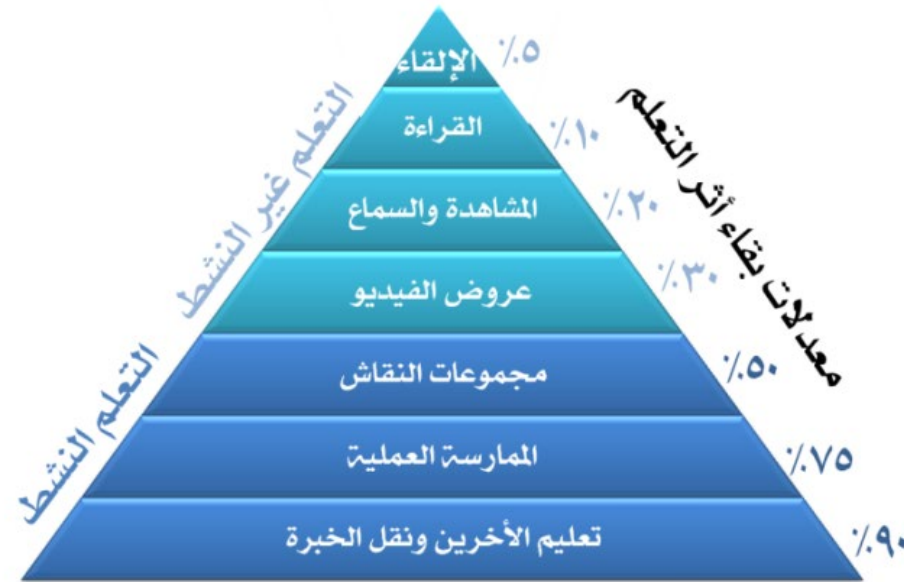 الإلقاء
٪٥
القراءة
٪١٠
المشاهدة والسماع
٪٢٠
عروض الفيديو
٪٣٠
مجموعات النقاش
٪٥٠
الممارسة العملية
٪٧٥
تعليم الأخرين ونقل الخبرة
٪٩٠
معدلات بقاء أثر التعلم
التعلم غير النشط
التعلم النشط